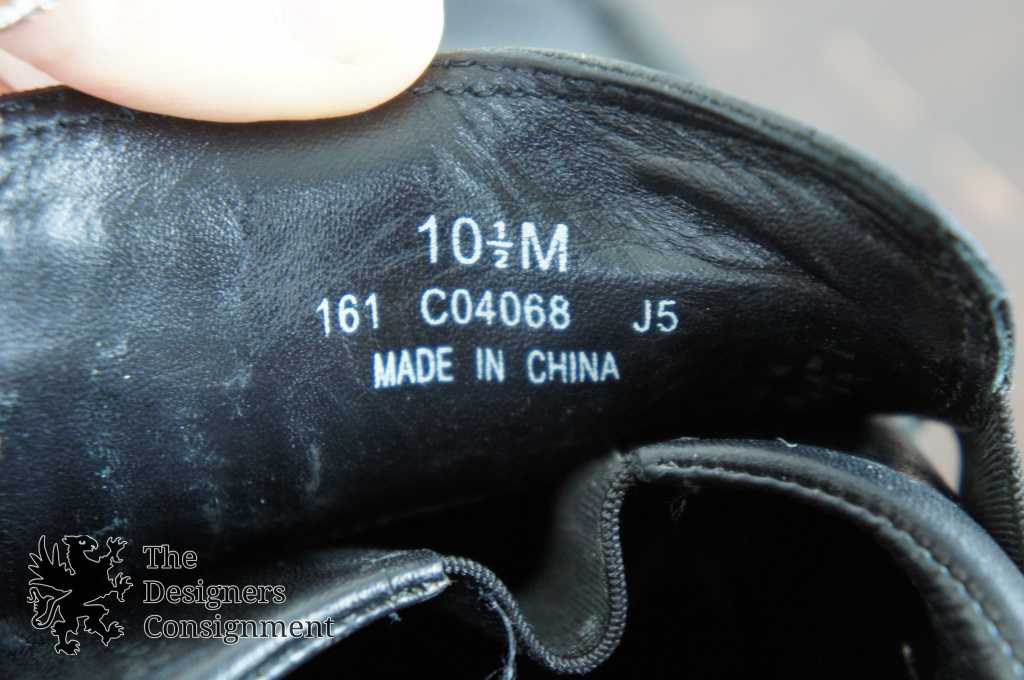 10½M
161 C04068 J5
MADE IN CHINA
The
Designers
Consignment